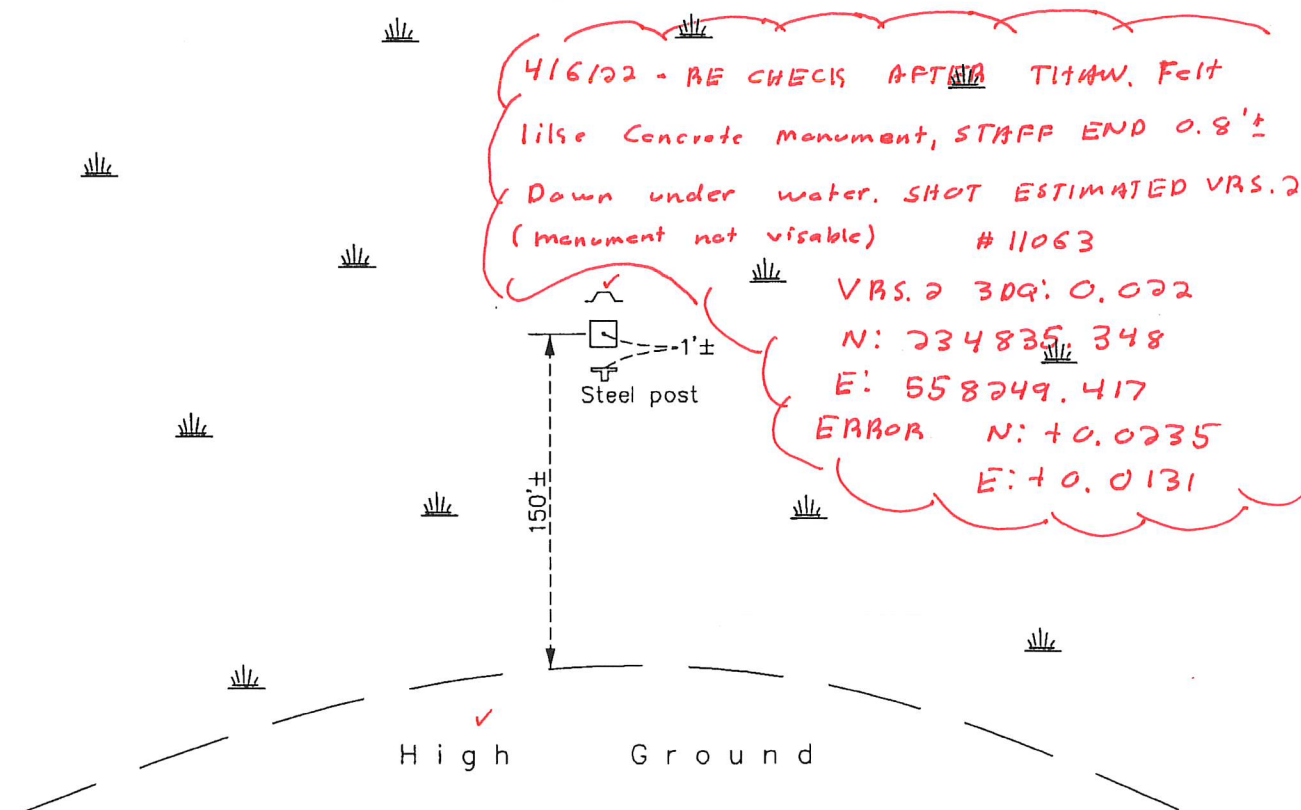 4/6/22 - RE CHECK AFTER THAW. Felt
like Concrete monument, STAFF END 0.8'±
Down under water. SHOT ESTIMATED VRS.2
(monument not visable) # 11063
VRS.2 3DQ: 0.022
N: 234835.348
E: 558249.417
ERROR N: +0.0235
E: +0.0131
1'±
Steel post
150'±
High Ground